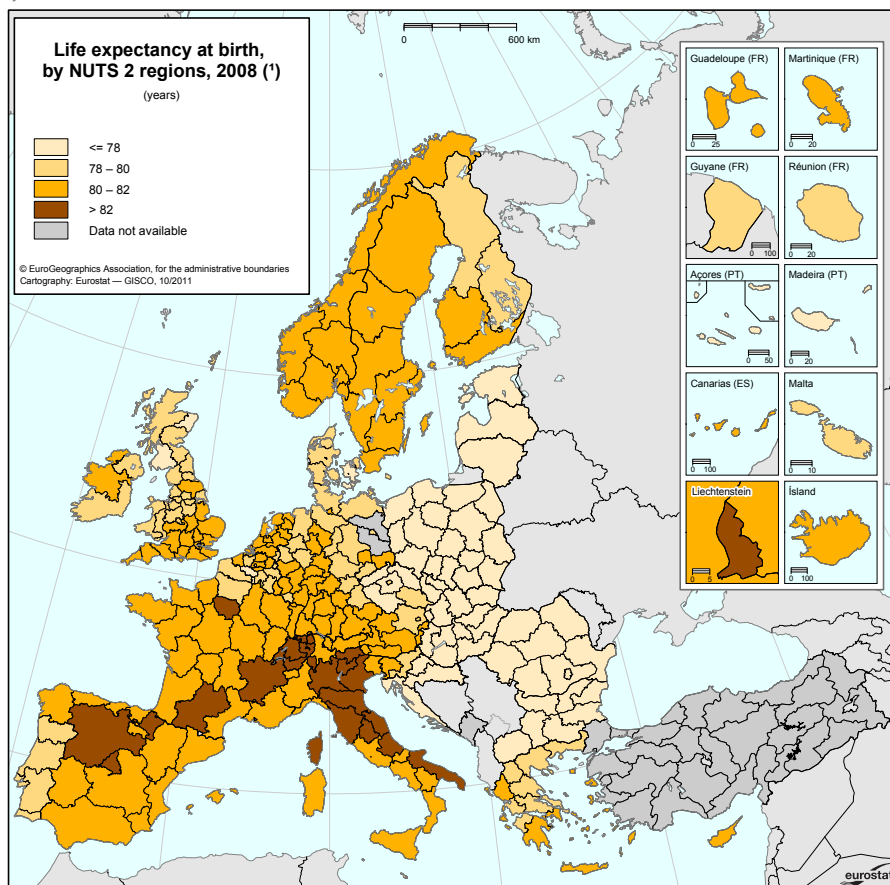 Life expectancy at birth,
by NUTS 2 regions, 2008 (¹)
(years)
<= 78
78 – 80
80 – 82
> 82
Data not available
© EuroGeographics Association, for the administrative boundaries
Cartography: Eurostat — GISCO, 10/2011
0 600 km
Guadeloupe (FR)
0 25
Martinique (FR)
0 20
Guyane (FR)
0 100
Réunion (FR)
0 20
Açores (PT)
0 50
Madeira (PT)
0 20
Canarias (ES)
0 100
Malta
0 10
Liechtenstein
0 5
Ísland
0 100
eurostat